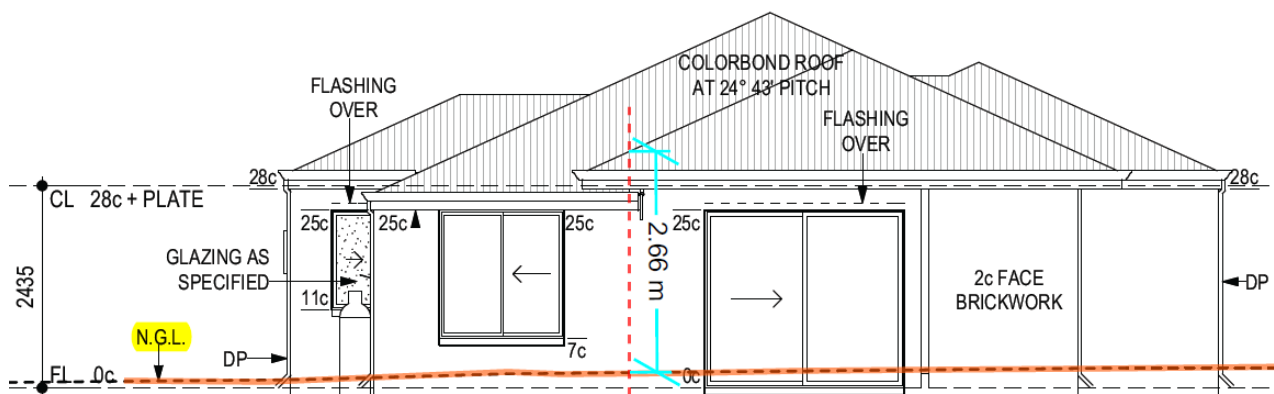 COLORBOND ROOF
AT 24° 43' PITCH
FLASHING
OVER
FLASHING
OVER
28c
28c
CL 28c + PLATE
25c
25c
25c
25c
GLAZING AS
SPECIFIED
2.66 m
2c FACE
BRICKWORK
DP
2435
11c
N.G.L.
7c
DP
FL 0c
0c